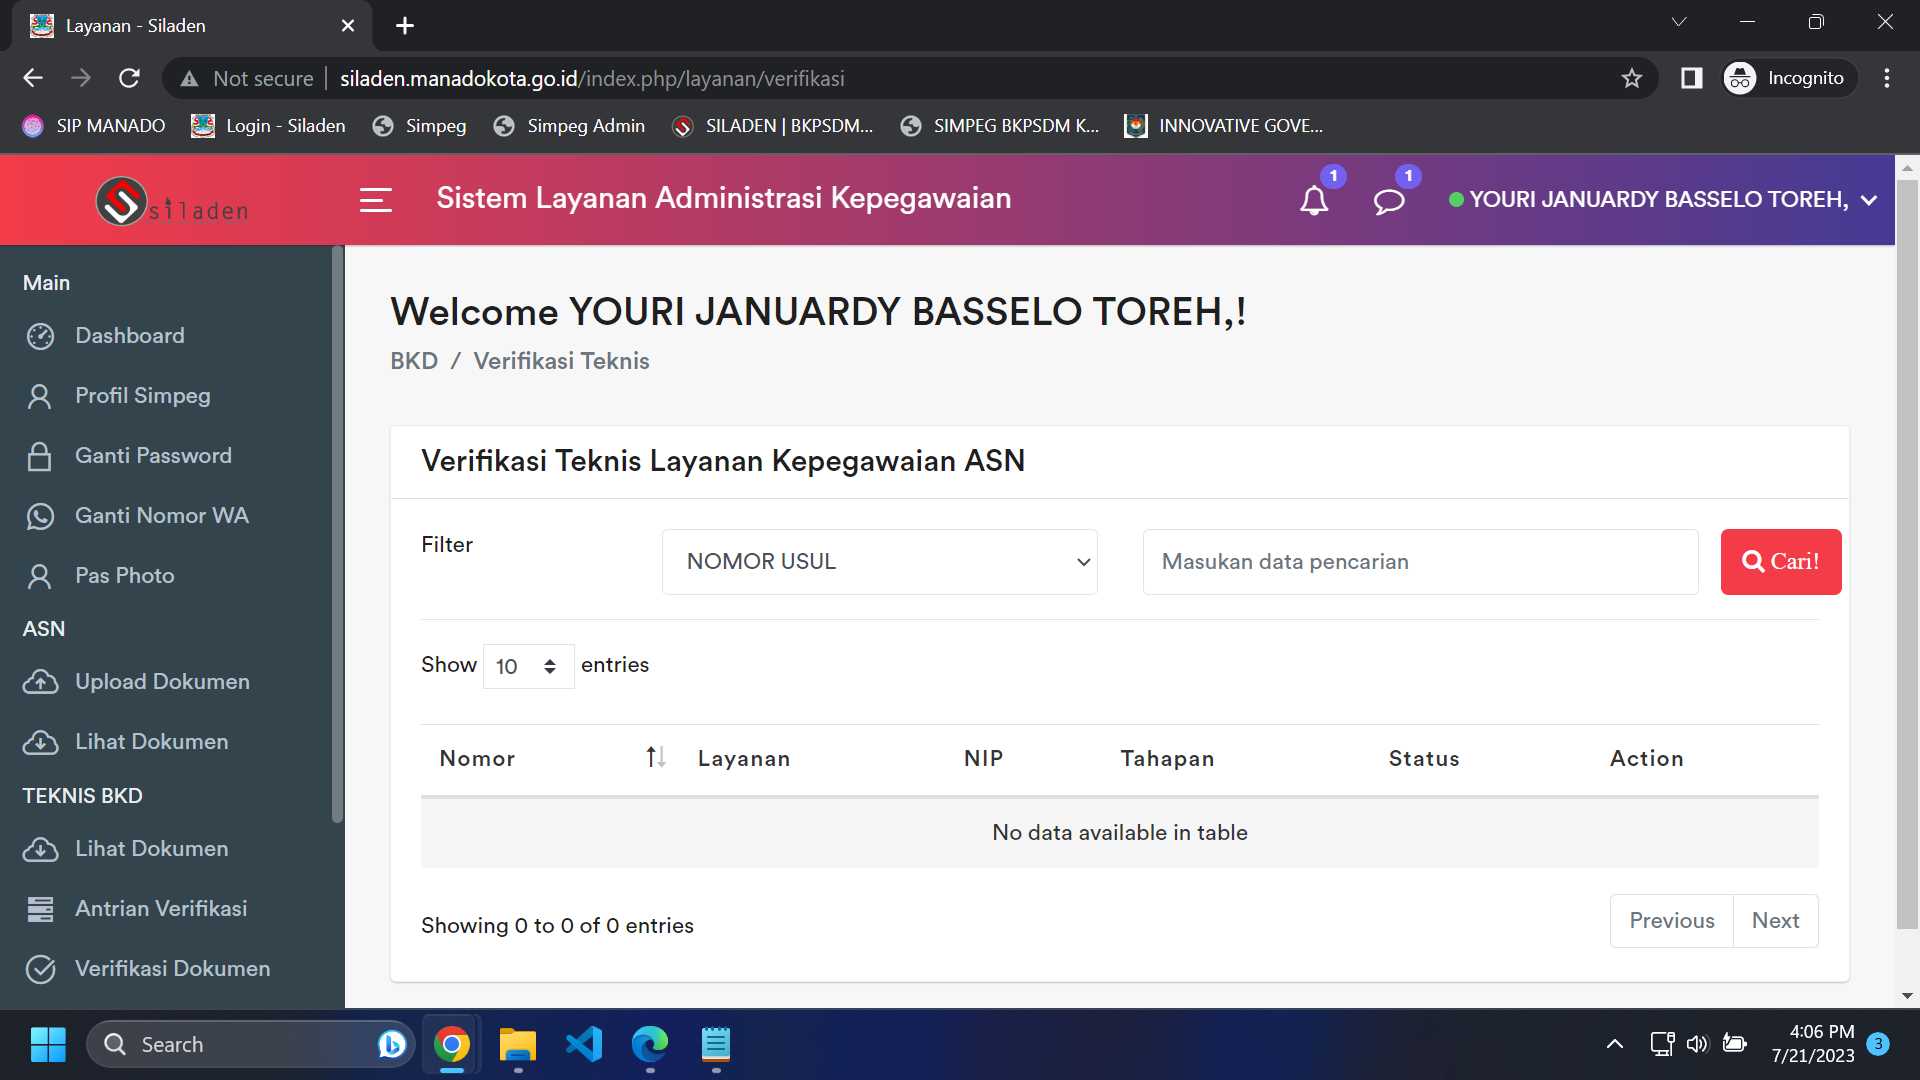 Layanan - Siladen
Not secure siladen.manadokota.go.id/index.php/layanan/verifikasi Incognito
SIP MANADO Login - Siladen Simpeg Simpeg Admin SILADEN | BKPSDM... SIMPEG BKPSDM K... INNOVATIVE GOVE...
siladen Sistem Layanan Administrasi Kepegawaian 1 1 YOURI JANUARDY BASSELO TOREH,
Main
Dashboard
Profil Simpeg
Ganti Password
Ganti Nomor WA
Pas Photo
ASN
Upload Dokumen
Lihat Dokumen
TEKNIS BKD
Lihat Dokumen
Antrian Verifikasi
Verifikasi Dokumen
Welcome YOURI JANUARDY BASSELO TOREH,!
BKD / Verifikasi Teknis
Verifikasi Teknis Layanan Kepegawaian ASN
Filter NOMOR USUL Masukan data pencarian Cari!
Show 10 entries
Nomor Layanan NIP Tahapan Status Action
No data available in table
Showing 0 to 0 of 0 entries Previous Next
Search 4:06 PM
7/21/2023 3